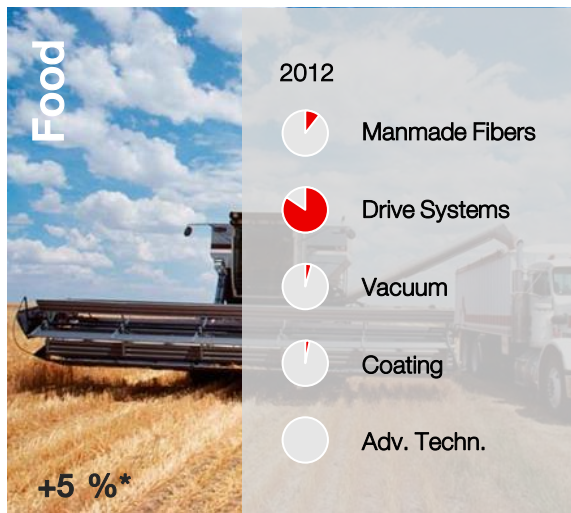 Food
2012
Manmade Fibers
Drive Systems
Vacuum
Coating
Adv. Techn.
+5 %*